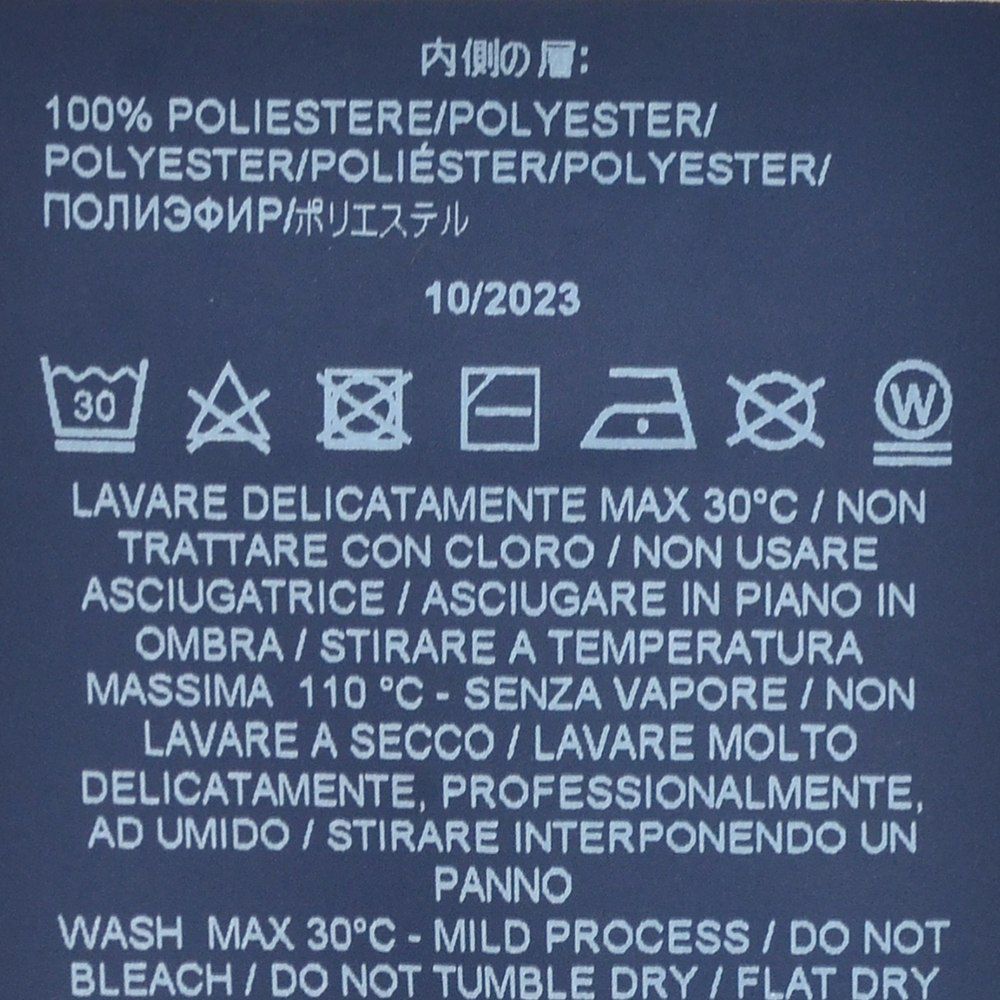 内側の層:
100% POLIESTERE/POLYESTER/
POLYESTER/POLIÉSTER/POLYESTER/
ПОЛИЭФИР/ポリエステル
10/2023
30 W
LAVARE DELICATAMENTE MAX 30°C / NON
TRATTARE CON CLORO / NON USARE
ASCIUGATRICE / ASCIUGARE IN PIANO IN
OMBRA / STIRARE A TEMPERATURA
MASSIMA 110 °C - SENZA VAPORE / NON
LAVARE A SECCO / LAVARE MOLTO
DELICATAMENTE, PROFESSIONALMENTE,
AD UMIDO / STIRARE INTERPONENDO UN
PANNO
WASH MAX 30°C - MILD PROCESS / DO NOT
BLEACH / DO NOT TUMBLE DRY / FLAT DRY